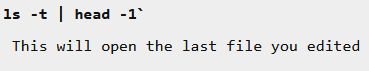 ls -t | head -1`
This will open the last file you edited